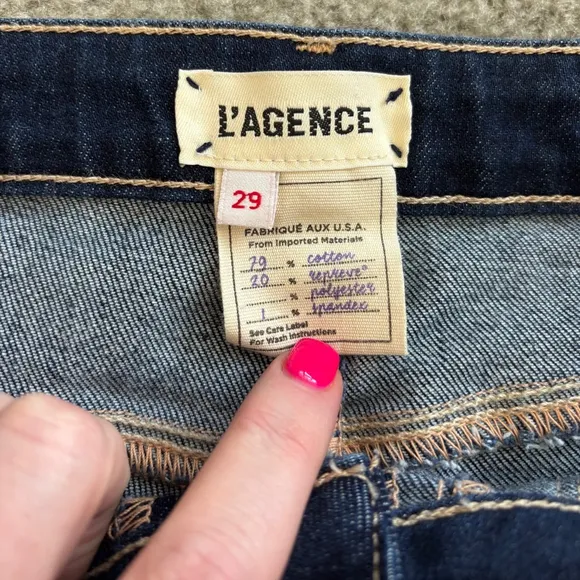 L'AGENCE
29
FABRIQUÉ AUX U.S.A.
From Imported Materials
79 % cotton
20 % repreve®
% polyester
1 % spandex
See Care Label
For Wash Instructions